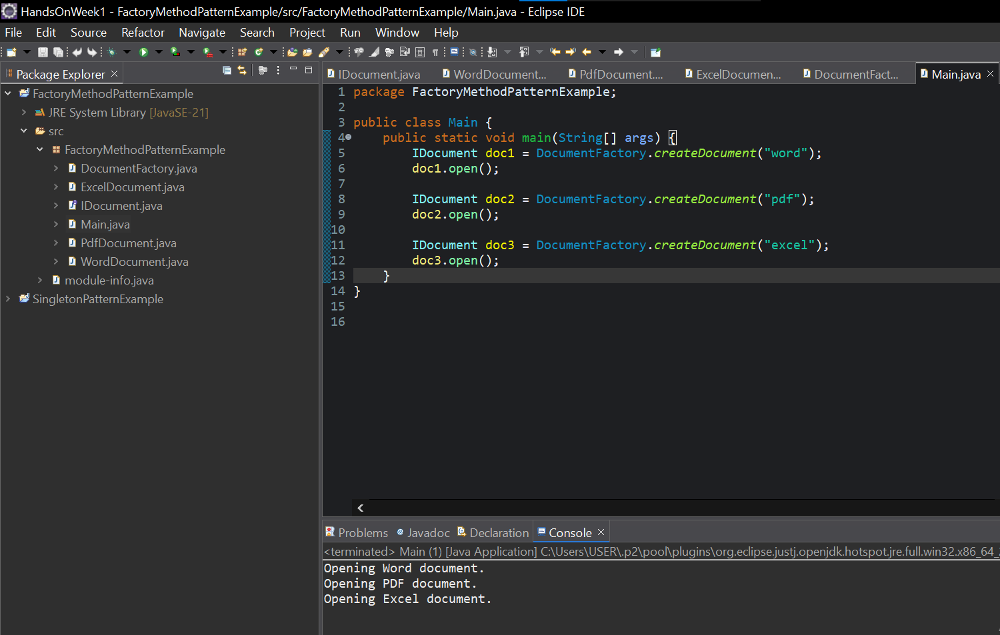 HandsOnWeek1 - FactoryMethodPatternExample/src/FactoryMethodPatternExample/Main.java - Eclipse IDE
File Edit Source Refactor Navigate Search Project Run Window Help
Package Explorer
FactoryMethodPatternExample
JRE System Library [JavaSE-21]
src
FactoryMethodPatternExample
DocumentFactory.java
ExcelDocument.java
IDocument.java
Main.java
PdfDocument.java
WordDocument.java
module-info.java
SingletonPatternExample
IDocument.java WordDocument... PdfDocument.... ExcelDocumen... DocumentFact... Main.java
1 package FactoryMethodPatternExample;
2
3 public class Main {
4 public static void main(String[] args) {
5 IDocument doc1 = DocumentFactory.createDocument("word");
6 doc1.open();
7
8 IDocument doc2 = DocumentFactory.createDocument("pdf");
9 doc2.open();
10
11 IDocument doc3 = DocumentFactory.createDocument("excel");
12 doc3.open();
13 }
14 }
15
16
Problems Javadoc Declaration Console
<terminated> Main (1) [Java Application] C:\Users\USER\.p2\pool\plugins\org.eclipse.justj.openjdk.hotspot.jre.full.win32.x86_64_
Opening Word document.
Opening PDF document.
Opening Excel document.